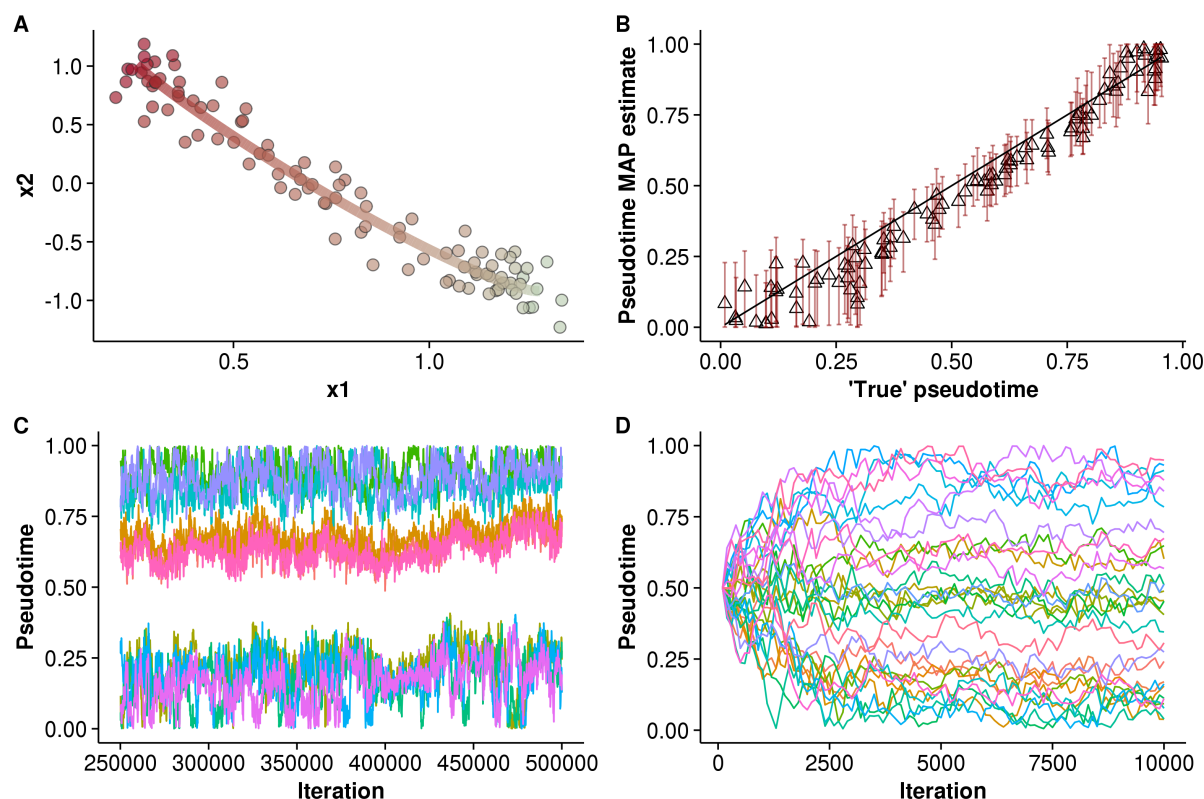 A
x2
1.0
0.5
0.0
-0.5
-1.0
0.5 1.0
x1
B
Pseudotime MAP estimate
1.00
0.75
0.50
0.25
0.00
0.00 0.25 0.50 0.75 1.00
'True' pseudotime
C
Pseudotime
1.00
0.75
0.50
0.25
0.00
250000 300000 350000 400000 450000 500000
Iteration
D
Pseudotime
1.00
0.75
0.50
0.25
0.00
0 2500 5000 7500 10000
Iteration